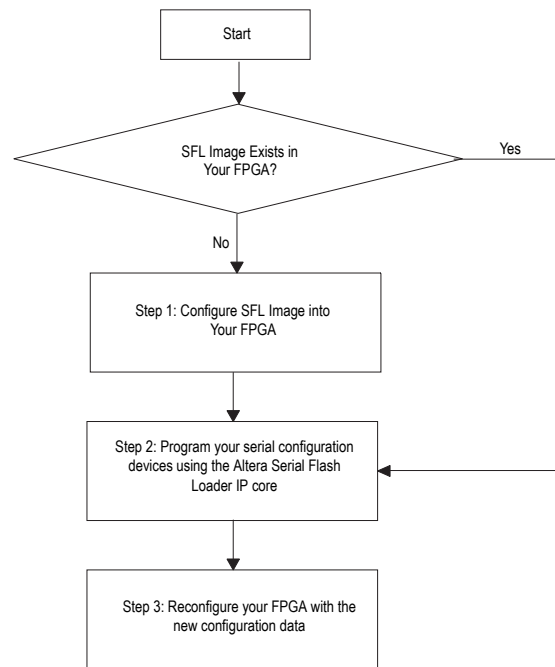 Start
SFL Image Exists in
Your FPGA?
Yes
No
Step 1: Configure SFL Image into
Your FPGA
Step 2: Program your serial configuration
devices using the Altera Serial Flash
Loader IP core
Step 3: Reconfigure your FPGA with the
new configuration data